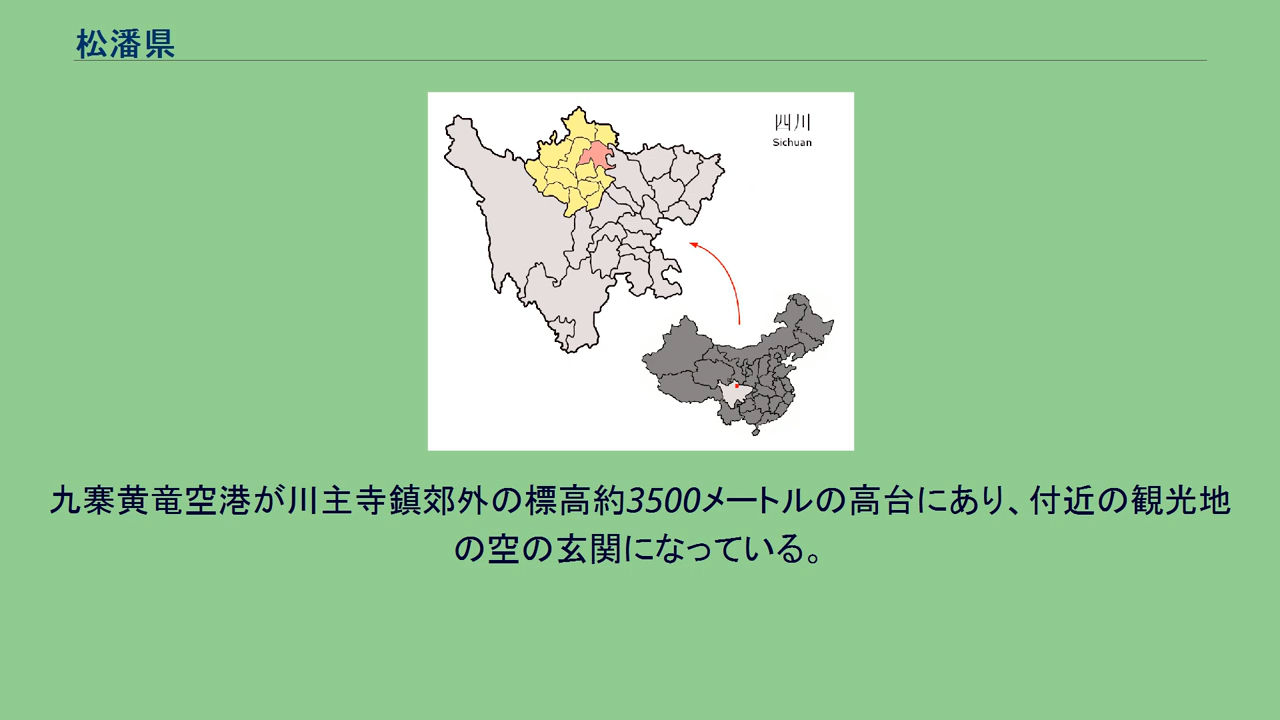 松潘県
四川
Sichuan
九寨黄竜空港が川主寺鎮郊外の標高約3500メートルの高台にあり、付近の観光地
の空の玄関になっている。